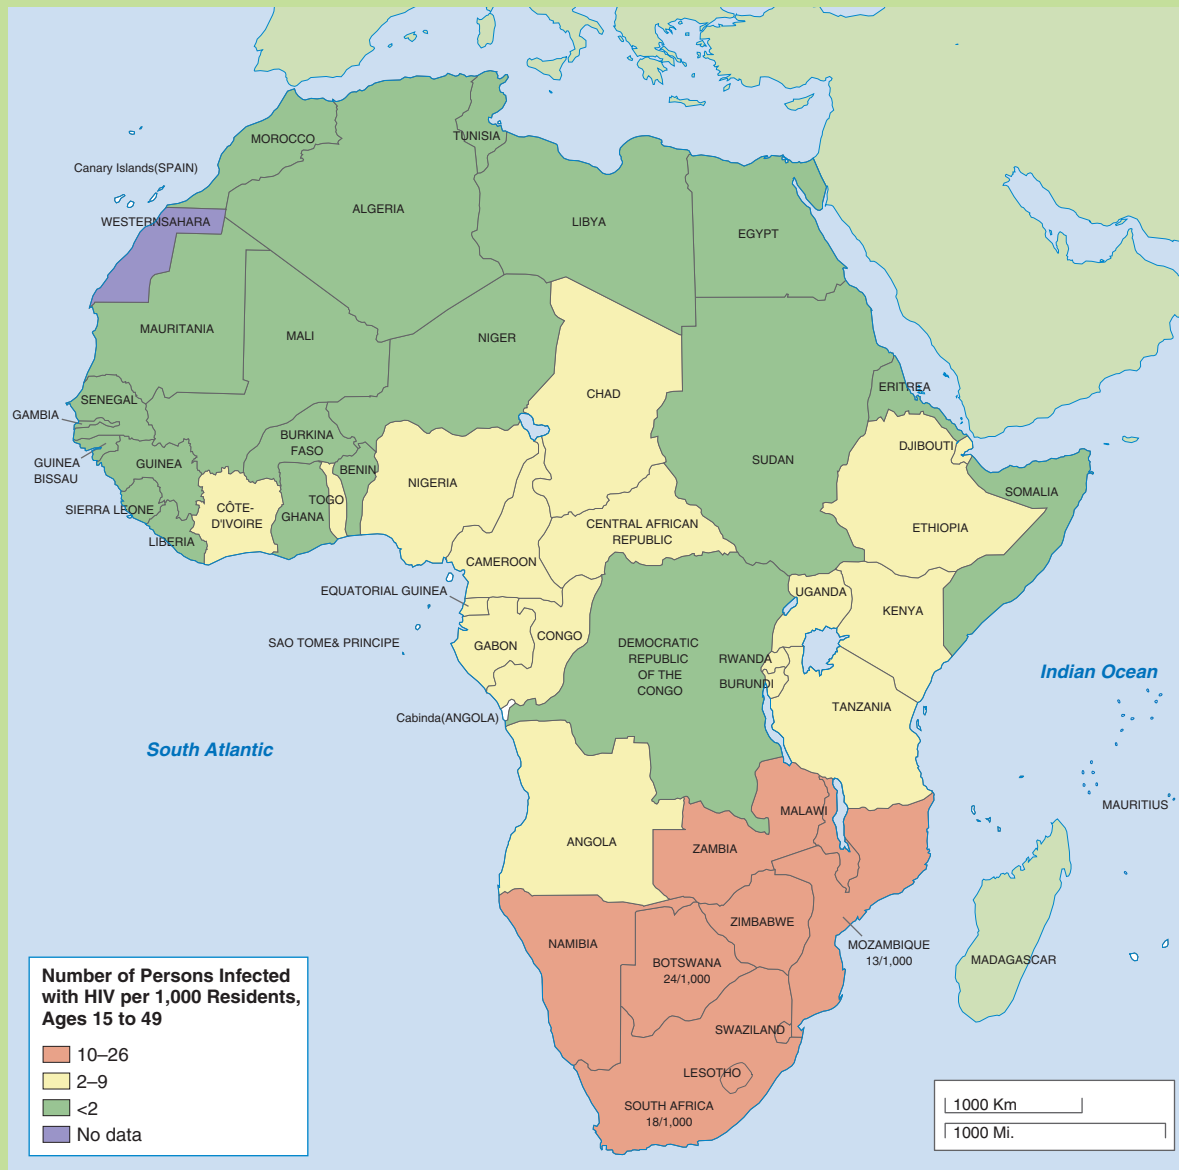 MOROCCO
TUNISIA
Canary Islands(SPAIN)
ALGERIA
LIBYA
EGYPT
WESTERNSAHARA
MAURITANIA
MALI
NIGER
CHAD
ERITREA
SENEGAL
GAMBIA
BURKINA
FASO
DJIBOUTI
GUINEA
BISSAU
GUINEA
BENIN
NIGERIA
SUDAN
SOMALIA
SIERRA LEONE
CÔTE-
D'IVOIRE
TOGO
GHANA
CENTRAL AFRICAN
REPUBLIC
ETHIOPIA
LIBERIA
CAMEROON
EQUATORIAL GUINEA
UGANDA
KENYA
SAO TOME& PRINCIPE
GABON
CONGO
DEMOCRATIC
REPUBLIC
OF THE
CONGO
RWANDA
BURUNDI
Indian Ocean
Cabinda(ANGOLA)
TANZANIA
South Atlantic
MAURITIUS
MALAWI
ANGOLA
ZAMBIA
ZIMBABWE
NAMIBIA
MOZAMBIQUE
13/1,000
BOTSWANA
24/1,000
MADAGASCAR
SWAZILAND
LESOTHO
SOUTH AFRICA
18/1,000
Number of Persons Infected
with HIV per 1,000 Residents,
Ages 15 to 49
10–26
2–9
<2
No data
1000 Km
1000 Mi.